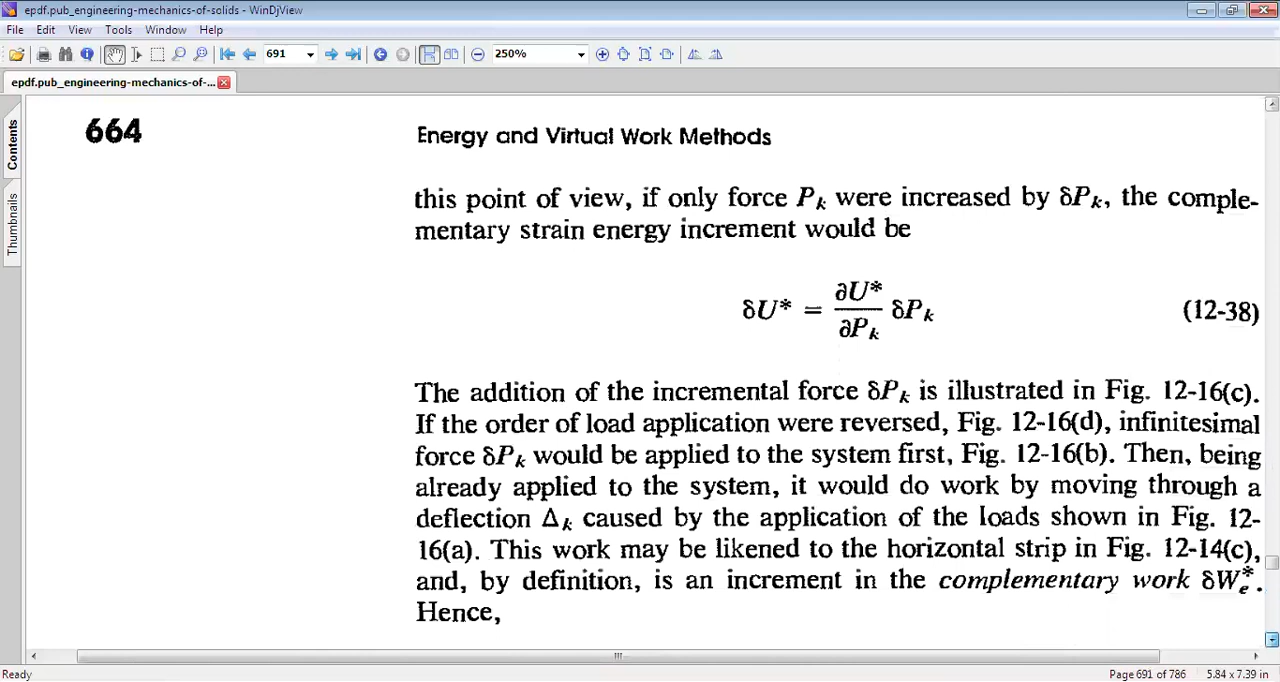 epdf.pub_engineering-mechanics-of-solids - WinDjView
File Edit View Tools Window Help
691 250%
epdf.pub_engineering-mechanics-of-...
Contents
Thumbnails
664 Energy and Virtual Work Methods
this point of view, if only force Pₖ were increased by δPₖ, the comple-
mentary strain energy increment would be
δU* = ∂U*/∂Pₖ δPₖ (12-38)
The addition of the incremental force δPₖ is illustrated in Fig. 12-16(c).
If the order of load application were reversed, Fig. 12-16(d), infinitesimal
force δPₖ would be applied to the system first, Fig. 12-16(b). Then, being
already applied to the system, it would do work by moving through a
deflection Δₖ caused by the application of the loads shown in Fig. 12-
16(a). This work may be likened to the horizontal strip in Fig. 12-14(c),
and, by definition, is an increment in the complementary work δWₑ*.
Hence,
Ready Page 691 of 786 5.84 x 7.39 in